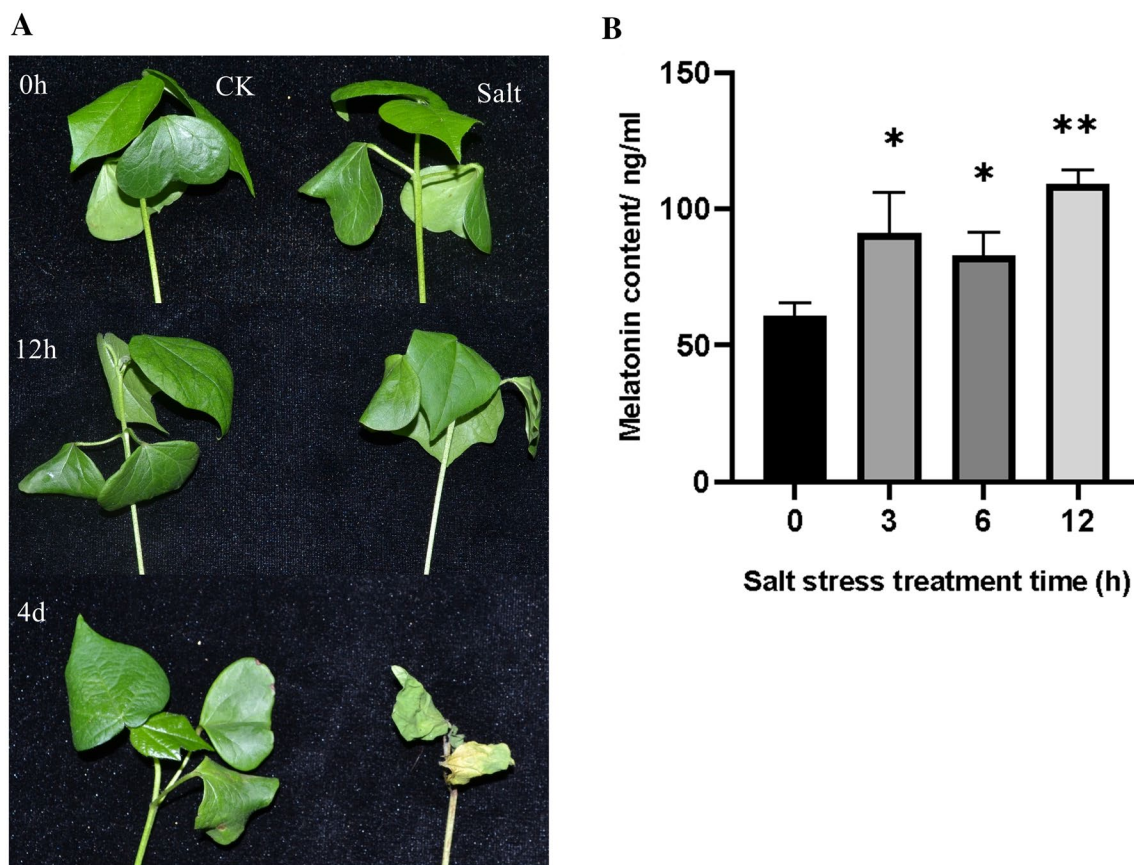 A
0h
CK
Salt
12h
4d
B
150
100
50
0
Melatonin content/ ng/ml
*
*
**
0 3 6 12
Salt stress treatment time (h)